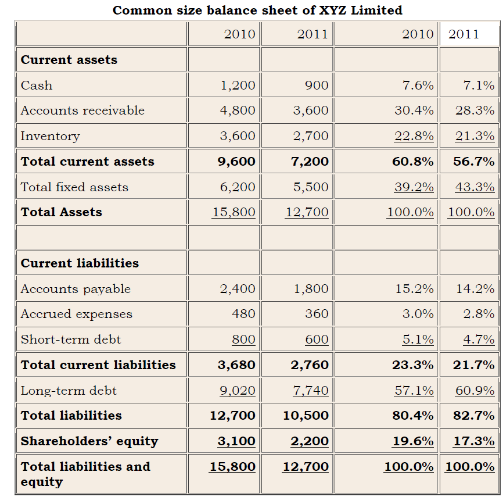 Common size balance sheet of XYZ Limited
2010 2011 2010 2011
Current assets
Cash 1,200 900 7.6% 7.1%
Accounts receivable 4,800 3,600 30.4% 28.3%
Inventory 3,600 2,700 22.8% 21.3%
Total current assets 9,600 7,200 60.8% 56.7%
Total fixed assets 6,200 5,500 39.2% 43.3%
Total Assets 15,800 12,700 100.0% 100.0%
Current liabilities
Accounts payable 2,400 1,800 15.2% 14.2%
Accrued expenses 480 360 3.0% 2.8%
Short-term debt 800 600 5.1% 4.7%
Total current liabilities 3,680 2,760 23.3% 21.7%
Long-term debt 9,020 7,740 57.1% 60.9%
Total liabilities 12,700 10,500 80.4% 82.7%
Shareholders' equity 3,100 2,200 19.6% 17.3%
Total liabilities and 15,800 12,700 100.0% 100.0%
equity